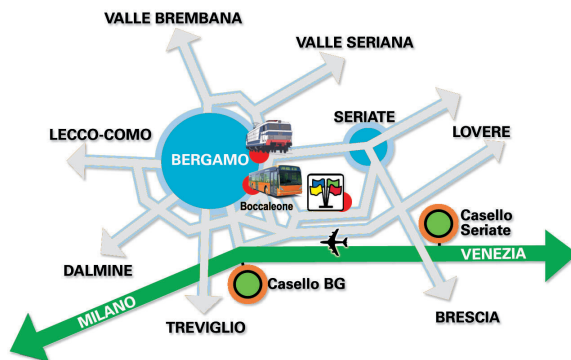 VALLE BREMBANA
VALLE SERIANA
SERIATE
LECCO-COMO
LOVERE
BERGAMO
Boccaleone
Casello
Seriate
DALMINE
VENEZIA
Casello BG
MILANO
TREVIGLIO
BRESCIA